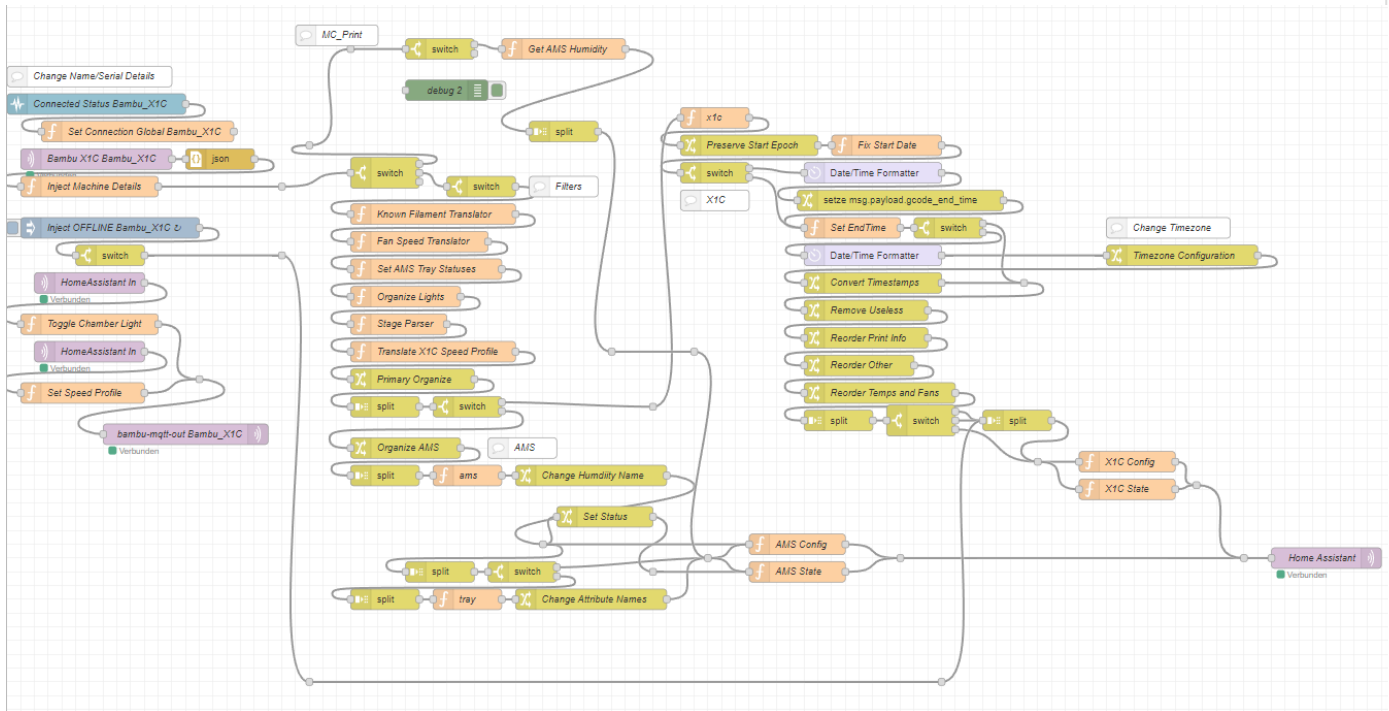 MC_Print
switch
Get AMS Humidity
Change Name/Serial Details
debug 2
Connected Status Bambu_X1C
Set Connection Global Bambu_X1C
split
x1c
Preserve Start Epoch
Fix Start Date
Bambu X1C Bambu_X1C
json
switch
switch
Date/Time Formatter
Inject Machine Details
switch
Filters
X1C
setze msg.payload.gcode_end_time
Known Filament Translator
Inject OFFLINE Bambu_X1C ↻
Set EndTime
switch
Change Timezone
Fan Speed Translator
switch
Date/Time Formatter
Timezone Configuration
Set AMS Tray Statuses
HomeAssistant In
Verbunden
Convert Timestamps
Organize Lights
Remove Useless
Toggle Chamber Light
Stage Parser
Reorder Print Info
HomeAssistant In
Verbunden
Translate X1C Speed Profile
Reorder Other
Primary Organize
Set Speed Profile
Reorder Temps and Fans
split
switch
split
switch
split
bambu-mqtt-out Bambu_X1C
Verbunden
Organize AMS
AMS
X1C Config
split
ams
Change Humdiity Name
X1C State
Set Status
AMS Config
Home Assistant
Verbunden
split
switch
AMS State
split
tray
Change Attribute Names